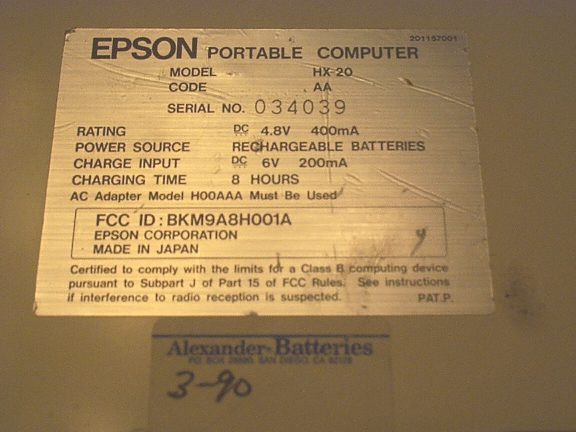 201157001
EPSON PORTABLE COMPUTER
MODEL HX-20
CODE AA
SERIAL NO. 034039
RATING DC 4.8V 400mA
POWER SOURCE RECHARGEABLE BATTERIES
CHARGE INPUT DC 6V 200mA
CHARGING TIME 8 HOURS
AC Adapter Model H00AAA Must Be Used
FCC ID : BKM9A8H001A
EPSON CORPORATION
MADE IN JAPAN
Certified to comply with the limits for a Class B computing device
pursuant to Subpart J of Part 15 of FCC Rules. See instructions
if interference to radio reception is suspected. PAT.P.
Alexander Batteries
P.O. BOX SAN DIEGO, CA
3-90